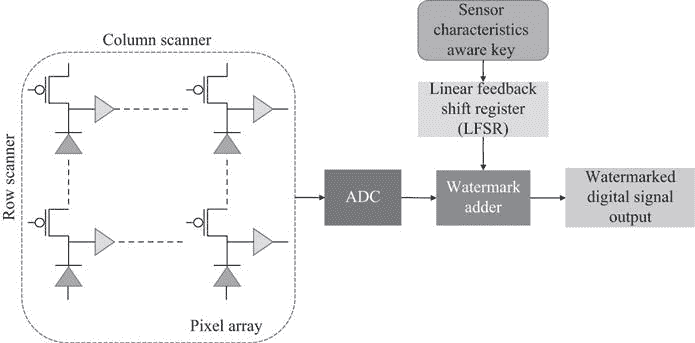 Column scanner
Row scanner
Pixel array
ADC
Sensor
characteristics
aware key
Linear feedback
shift register
(LFSR)
Watermark
adder
Watermarked
digital signal
output